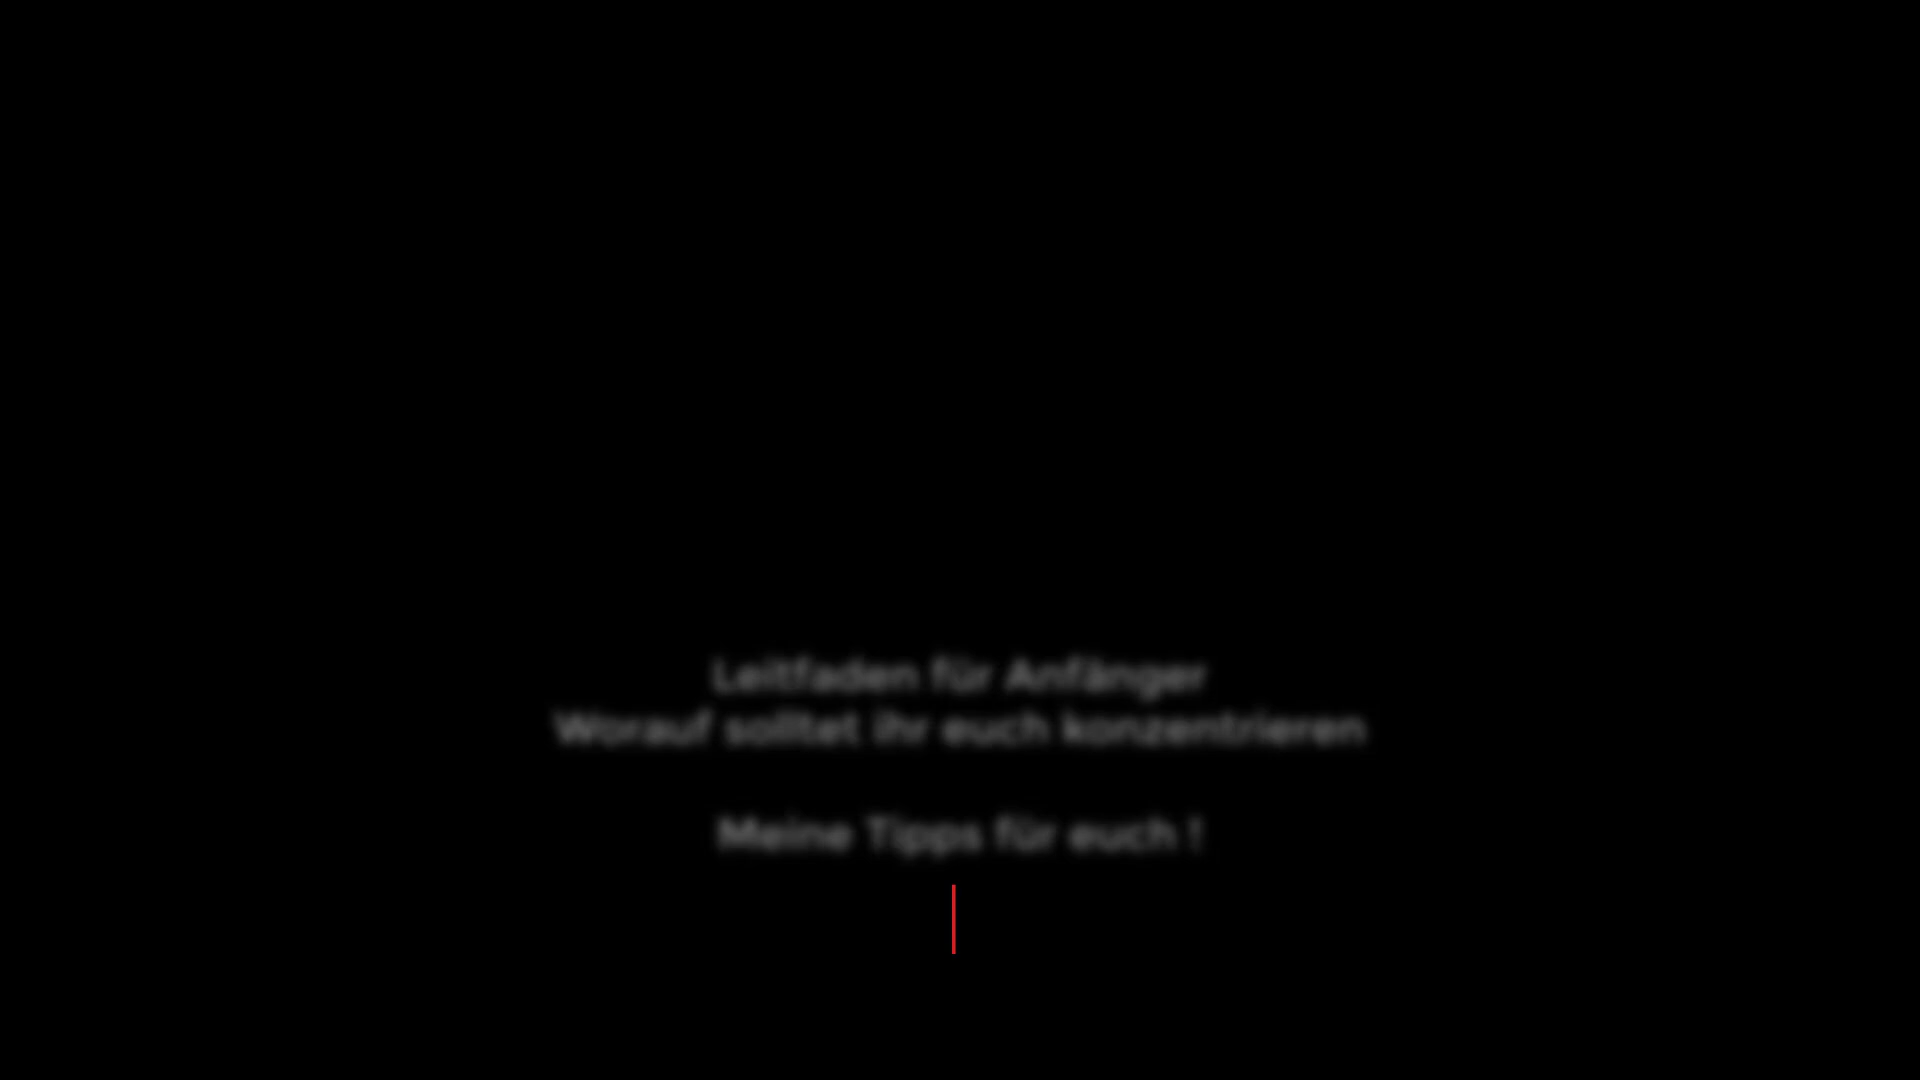 Leitfaden für Anfänger
Worauf solltet ihr euch konzentrieren
Meine Tipps für euch !